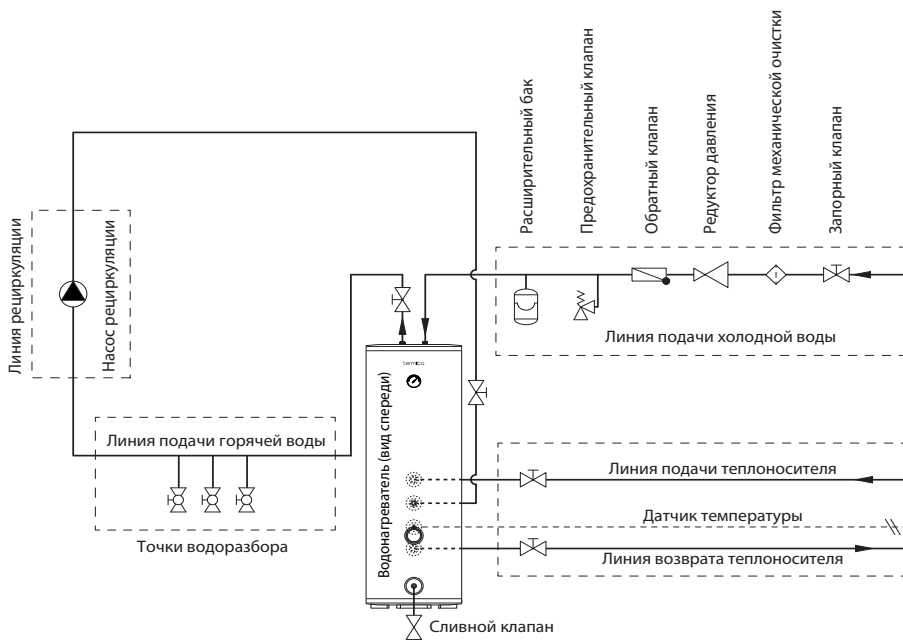 Расширительный бак
Предохранительный клапан
Обратный клапан
Редуктор давления
Фильтр механической очистки
Запорный клапан
Линия рециркуляции
Насос рециркуляции
Линия подачи холодной воды
termica
Водонагреватель (вид спереди)
Линия подачи горячей воды
Точки водоразбора
Линия подачи теплоносителя
Датчик температуры
Линия возврата теплоносителя
Сливной клапан